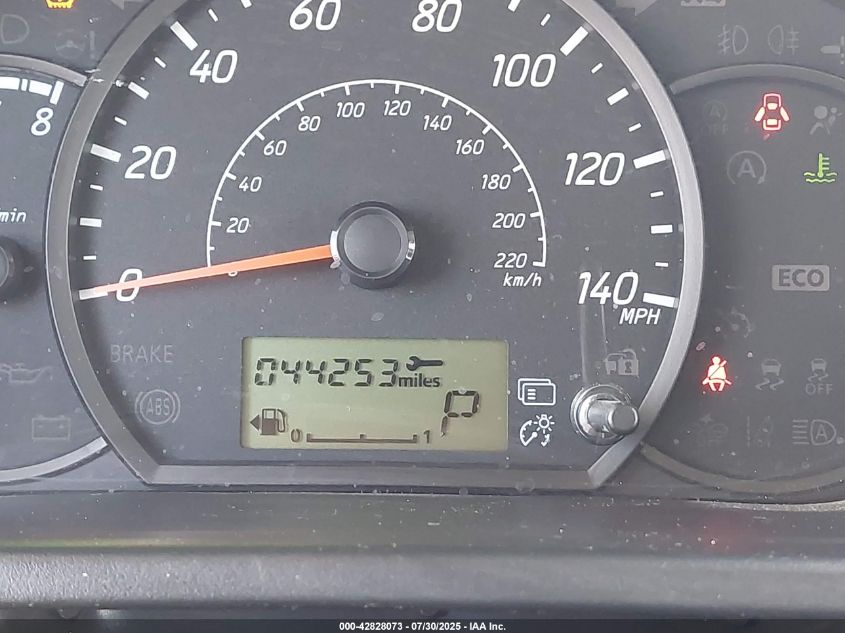 60 80
40 100
8
80 100 120 140
60 160
20 120
40 180
20 200
min
0 220 140
km/h
MPH
ECO
BRAKE
044253 miles
ABS
P
0 1
A
OFF
A
000-42828073 - 07/30/2025 - IAA Inc.